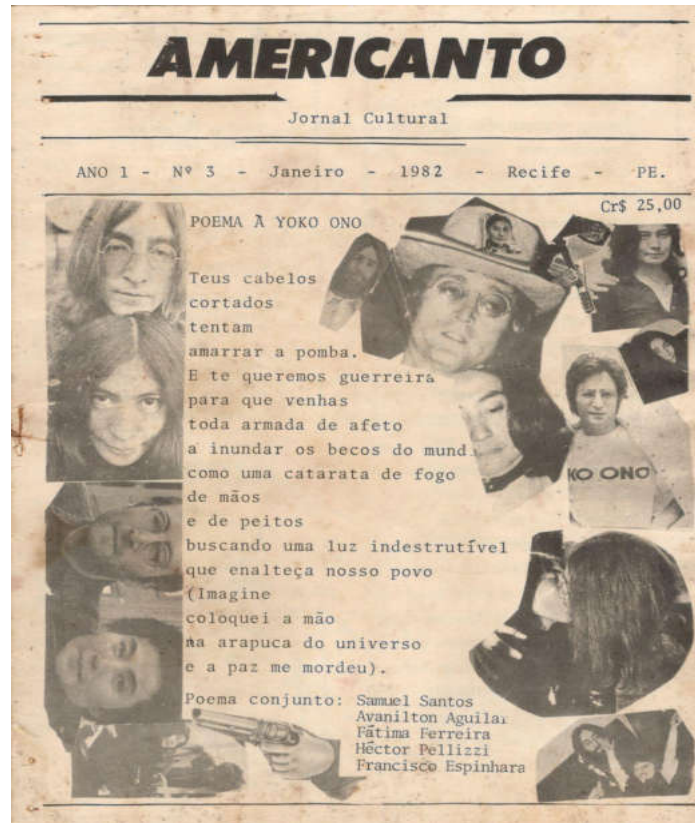 AMERICANTO
Jornal Cultural
ANO 1 - Nº 3 - Janeiro - 1982 - Recife - PE.
Cr$ 25,00
POEMA À YOKO ONO
Teus cabelos
cortados
tentam
amarrar a pomba.
E te queremos guerreira
para que venhas
toda armada de afeto
a inundar os becos do mund
como uma catarata de fogo
de mãos
e de peitos
buscando uma luz indestrutível
que enalteça nosso povo
(Imagine
coloquei a mão
na arapuca do universo
e a paz me mordeu).
Poema conjunto: Samuel Santos
Avanilton Aguilar
Fátima Ferreira
Héctor Pellizzi
Francisco Espinhara
KO ONO